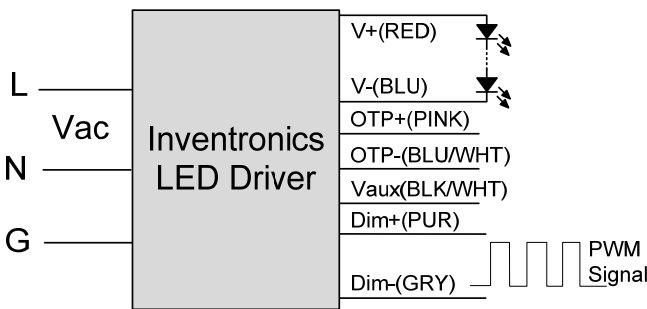 L
Vac
N
G
Inventronics
LED Driver
V+(RED)
V-(BLU)
OTP+(PINK)
OTP-(BLU/WHT)
Vaux(BLK/WHT)
Dim+(PUR)
Dim-(GRY)
PWM
Signal